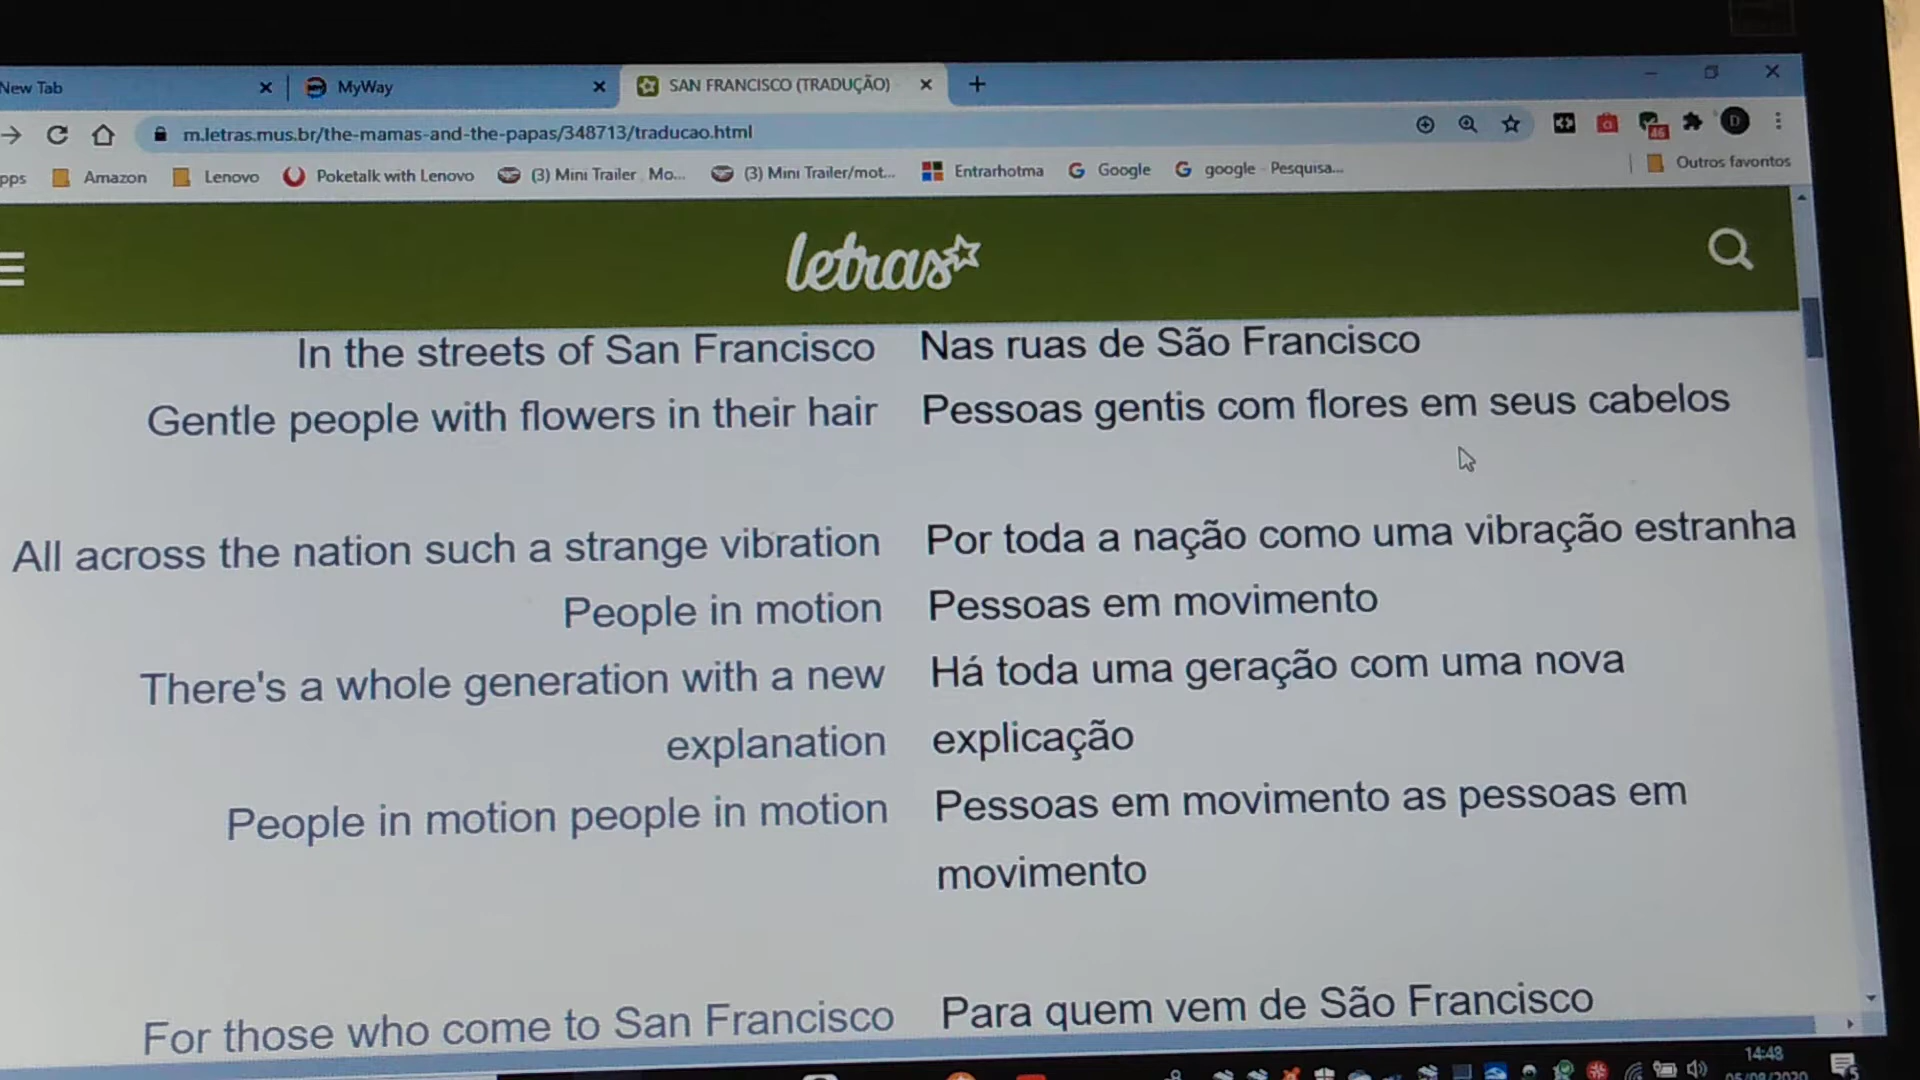 New Tab
MyWay
SAN FRANCISCO (TRADUÇÃO)
m.letras.mus.br/the-mamas-and-the-papas/348713/traducao.html
46
D
pps
Amazon
Lenovo
Poketalk with Lenovo
(3) Mini Trailer Mo...
(3) Mini Trailer/mot...
Entrarhotma
Google
google - Pesquisa...
Outros favoritos
letras
In the streets of San Francisco
Nas ruas de São Francisco
Gentle people with flowers in their hair
Pessoas gentis com flores em seus cabelos
All across the nation such a strange vibration
Por toda a nação como uma vibração estranha
People in motion
Pessoas em movimento
There's a whole generation with a new
Há toda uma geração com uma nova
explanation
explicação
People in motion people in motion
Pessoas em movimento as pessoas em
movimento
For those who come to San Francisco
Para quem vem de São Francisco
14:48
5